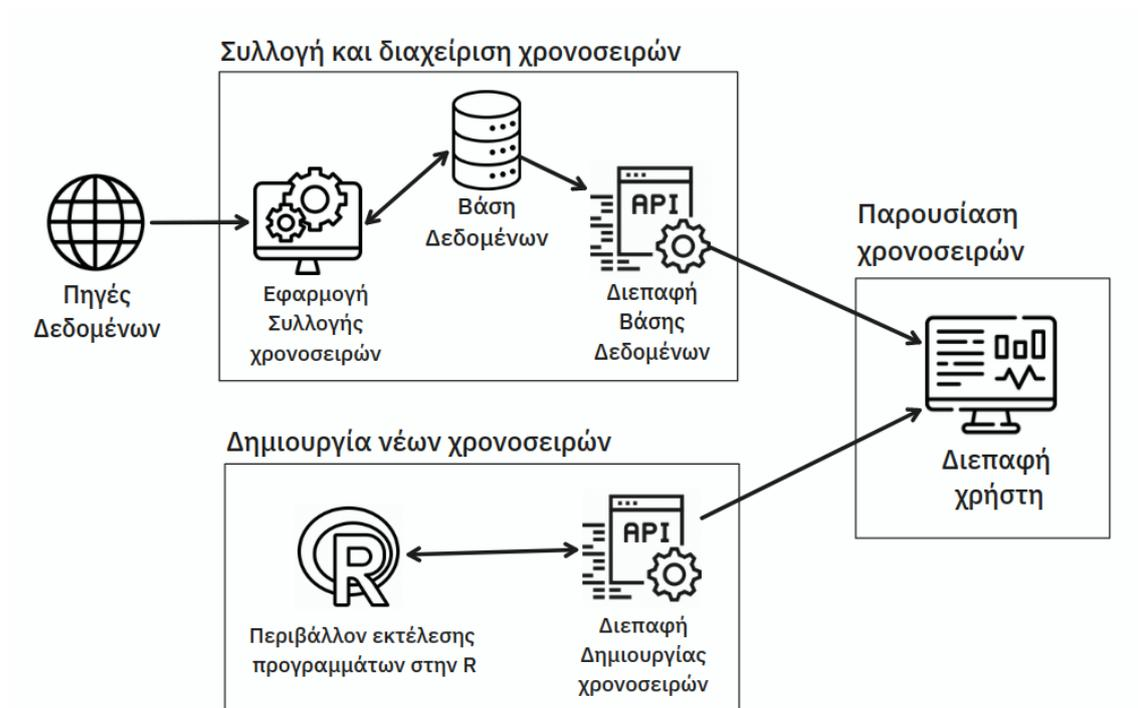 Συλλογή και διαχείριση χρονοσειρών
Βάση
Δεδομένων
API
Πηγές
Δεδομένων
Εφαρμογή
Συλλογής
χρονοσειρών
Διεπαφή
Βάσης
Δεδομένων
Παρουσίαση
χρονοσειρών
Διεπαφή
χρήστη
Δημιουργία νέων χρονοσειρών
R
API
Περιβάλλον εκτέλεσης
προγραμμάτων στην R
Διεπαφή
Δημιουργίας
χρονοσειρών